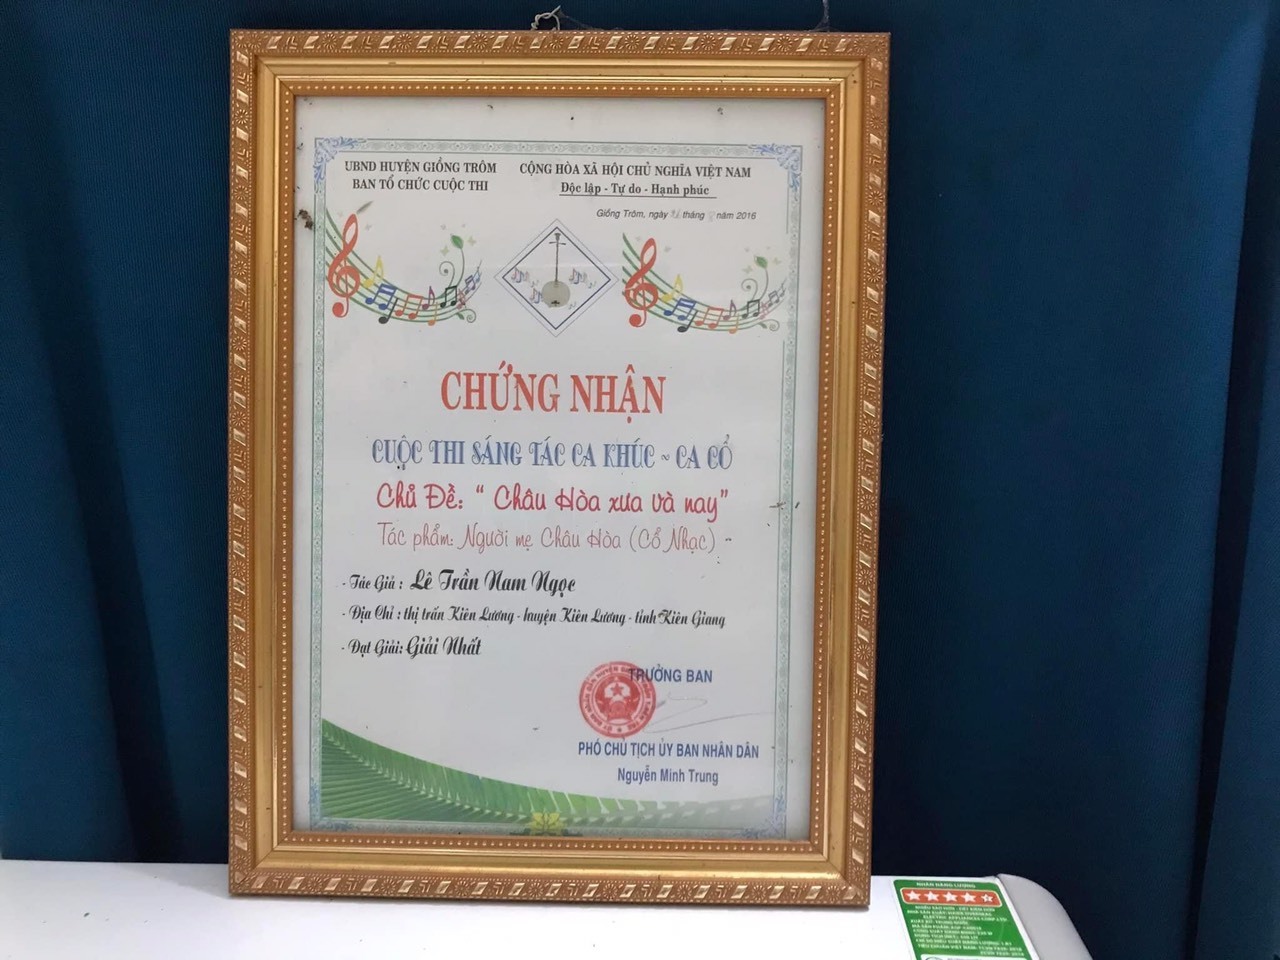 UBND HUYỆN GIỒNG TRÔM
BAN TỔ CHỨC CUỘC THI
CỘNG HÒA XÃ HỘI CHỦ NGHĨA VIỆT NAM
Độc lập - Tự do - Hạnh phúc
Giồng Trôm, ngày tháng năm 2016
CHỨNG NHẬN
CUỘC THI SÁNG TÁC CA KHÚC ~ CA CỔ
Chủ Đề: “ Châu Hòa xưa và nay”
Tác phẩm: Người mẹ Châu Hòa (Cổ Nhạc)
- Tác Giả : Lê Trần Nam Ngọc
- Địa Chỉ : thị trấn Kiên Lương - huyện Kiên Lương - tỉnh Kiên Giang
- Đạt Giải: Giải Nhất
TRƯỞNG BAN
PHÓ CHỦ TỊCH ỦY BAN NHÂN DÂN
Nguyễn Minh Trung
NHÃN NĂNG LƯỢNG